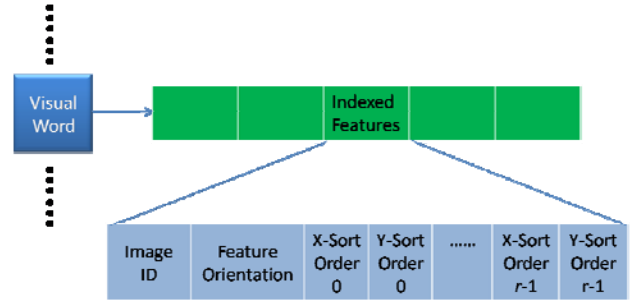 Visual
Word
Indexed
Features
Image
ID
Feature
Orientation
X-Sort
Order
0
Y-Sort
Order
0
......
X-Sort
Order
r-1
Y-Sort
Order
r-1